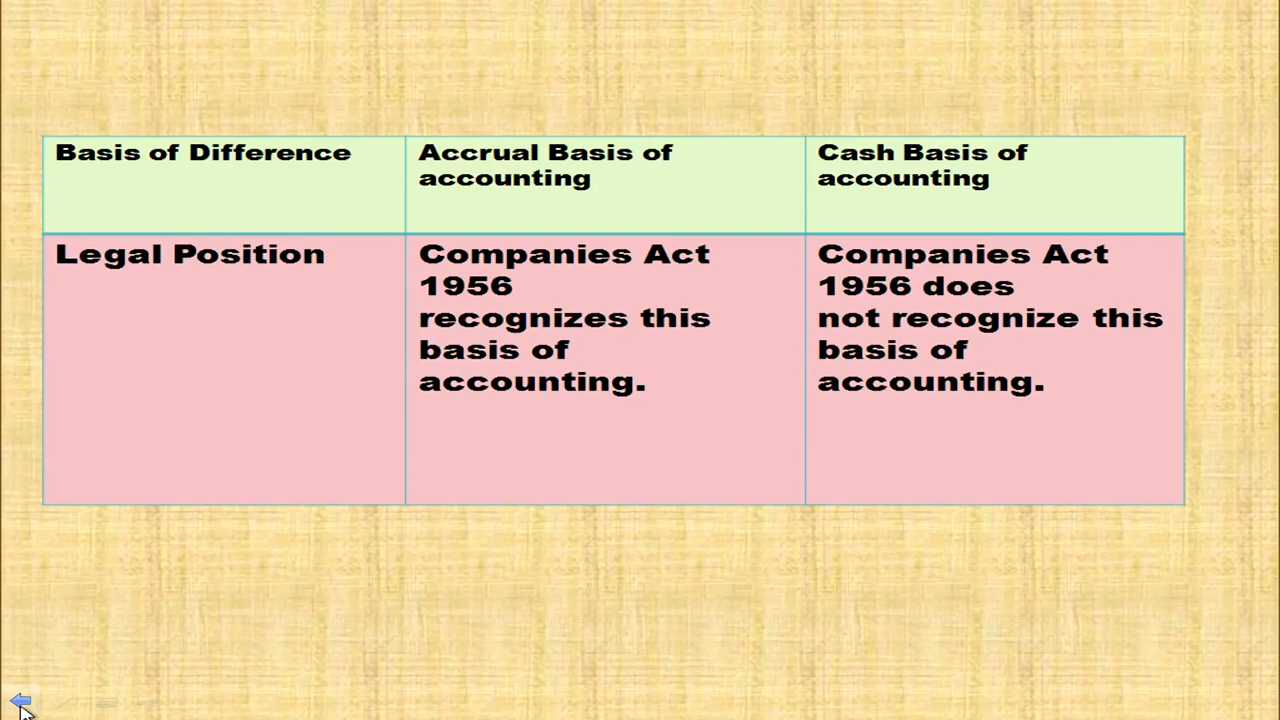 Basis of Difference
Accrual Basis of
accounting
Cash Basis of
accounting
Legal Position
Companies Act
1956
recognizes this
basis of
accounting.
Companies Act
1956 does
not recognize this
basis of
accounting.